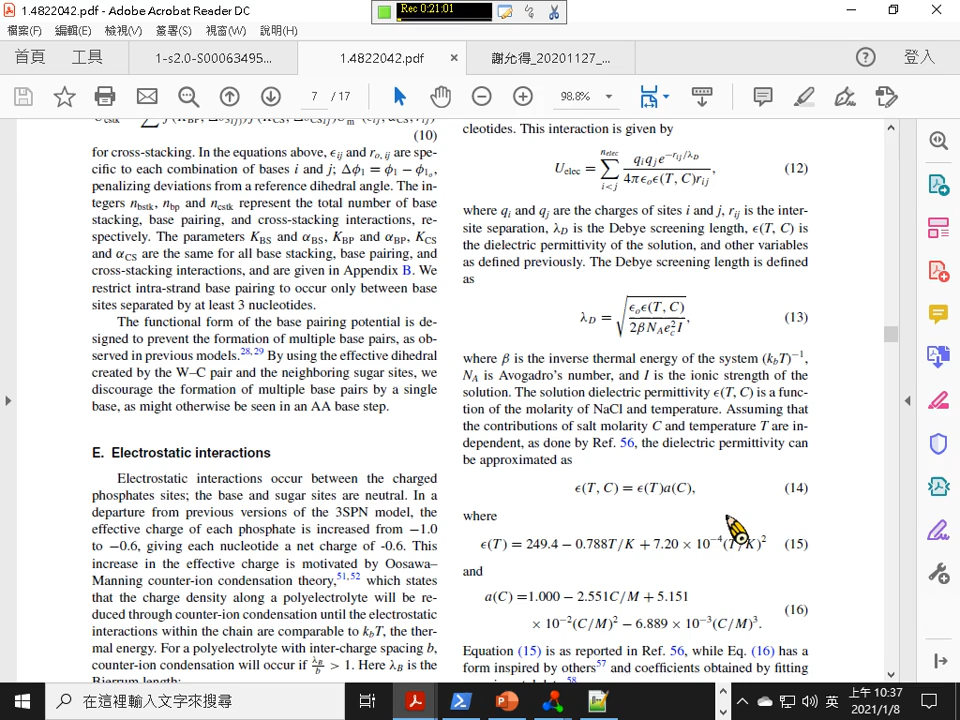 1.4822042.pdf - Adobe Acrobat Reader DC
Rec 0:21:01
檔案(F) 編輯(E) 檢視(V) 簽署(S) 視窗(W) 說明(H)
首頁 工具 1-s2.0-S00063495... 1.4822042.pdf × 謝允得_20201127_... 登入
7 / 17 98.8%
(10)
for cross-stacking. In the equations above, ϵij and ro, ij are spe-
cific to each combination of bases i and j; Δϕ1 = ϕ1 − ϕ1o,
penalizing deviations from a reference dihedral angle. The in-
tegers nbstk, nbp and ncstk represent the total number of base
stacking, base pairing, and cross-stacking interactions, re-
spectively. The parameters KBS and αBS, KBP and αBP, KCS
and αCS are the same for all base stacking, base pairing, and
cross-stacking interactions, and are given in Appendix B. We
restrict intra-strand base pairing to occur only between base
sites separated by at least 3 nucleotides.
The functional form of the base pairing potential is de-
signed to prevent the formation of multiple base pairs, as ob-
served in previous models.28, 29 By using the effective dihedral
created by the W–C pair and the neighboring sugar sites, we
discourage the formation of multiple base pairs by a single
base, as might otherwise be seen in an AA base step.
E. Electrostatic interactions
Electrostatic interactions occur between the charged
phosphates sites; the base and sugar sites are neutral. In a
departure from previous versions of the 3SPN model, the
effective charge of each phosphate is increased from −1.0
to −0.6, giving each nucleotide a net charge of -0.6. This
increase in the effective charge is motivated by Oosawa–
Manning counter-ion condensation theory,51, 52 which states
that the charge density along a polyelectrolyte will be re-
duced through counter-ion condensation until the electrostatic
interactions within the chain are comparable to kbT, the ther-
mal energy. For a polyelectrolyte with inter-charge spacing b,
counter-ion condensation will occur if λB/b > 1. Here λB is the
Bjerrum length:
cleotides. This interaction is given by
Uelec = ∑i<j^nelec qiqje^−rij/λD / 4πϵoϵ(T, C)rij, (12)
where qi and qj are the charges of sites i and j, rij is the inter-
site separation, λD is the Debye screening length, ϵ(T, C) is
the dielectric permittivity of the solution, and other variables
as defined previously. The Debye screening length is defined
as
λD = √(ϵoϵ(T, C) / 2βNAec²I), (13)
where β is the inverse thermal energy of the system (kbT)⁻¹,
NA is Avogadro's number, and I is the ionic strength of the
solution. The solution dielectric permittivity ϵ(T, C) is a func-
tion of the molarity of NaCl and temperature. Assuming that
the contributions of salt molarity C and temperature T are in-
dependent, as done by Ref. 56, the dielectric permittivity can
be approximated as
ϵ(T, C) = ϵ(T)a(C), (14)
where
ϵ(T) = 249.4 − 0.788T/K + 7.20 × 10⁻⁴(T/K)² (15)
and
a(C) = 1.000 − 2.551C/M + 5.151
× 10⁻²(C/M)² − 6.889 × 10⁻³(C/M)³. (16)
Equation (15) is as reported in Ref. 56, while Eq. (16) has a
form inspired by others57 and coefficients obtained by fitting
在這裡輸入文字來搜尋
英
上午 10:37
2021/1/8